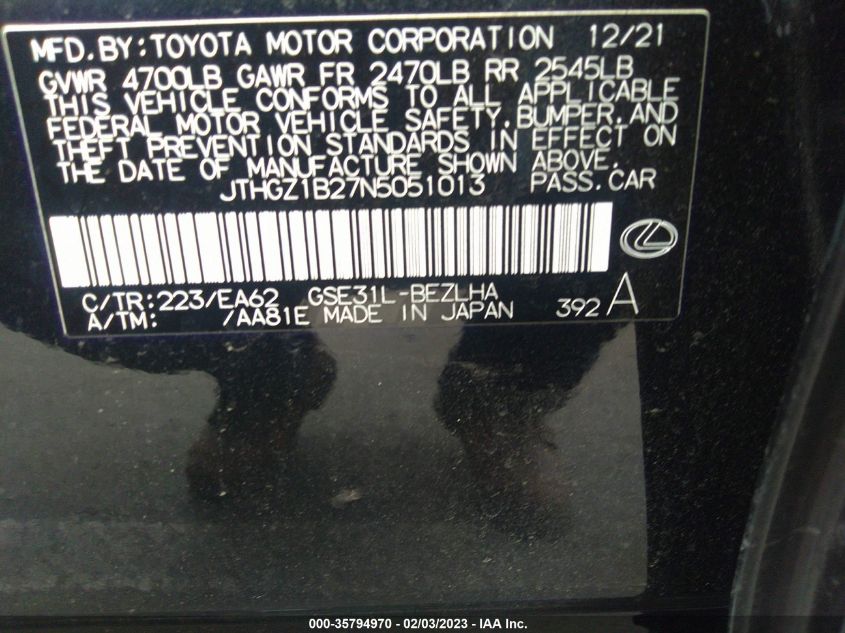 MFD.BY:TOYOTA MOTOR CORPORATION 12/21
GVWR 4700LB GAWR FR 2470LB RR 2545LB
THIS VEHICLE CONFORMS TO ALL APPLICABLE
FEDERAL MOTOR VEHICLE SAFETY,BUMPER,AND
THEFT PREVENTION STANDARDS IN EFFECT ON
THE DATE OF MANUFACTURE SHOWN ABOVE.
JTHGZ1B27N5051013 PASS.CAR
C/TR:223/EA62 GSE31L-BEZLHA
A/TM: /AA81E MADE IN JAPAN 392 A
000-35794970 - 02/03/2023 - IAA Inc.